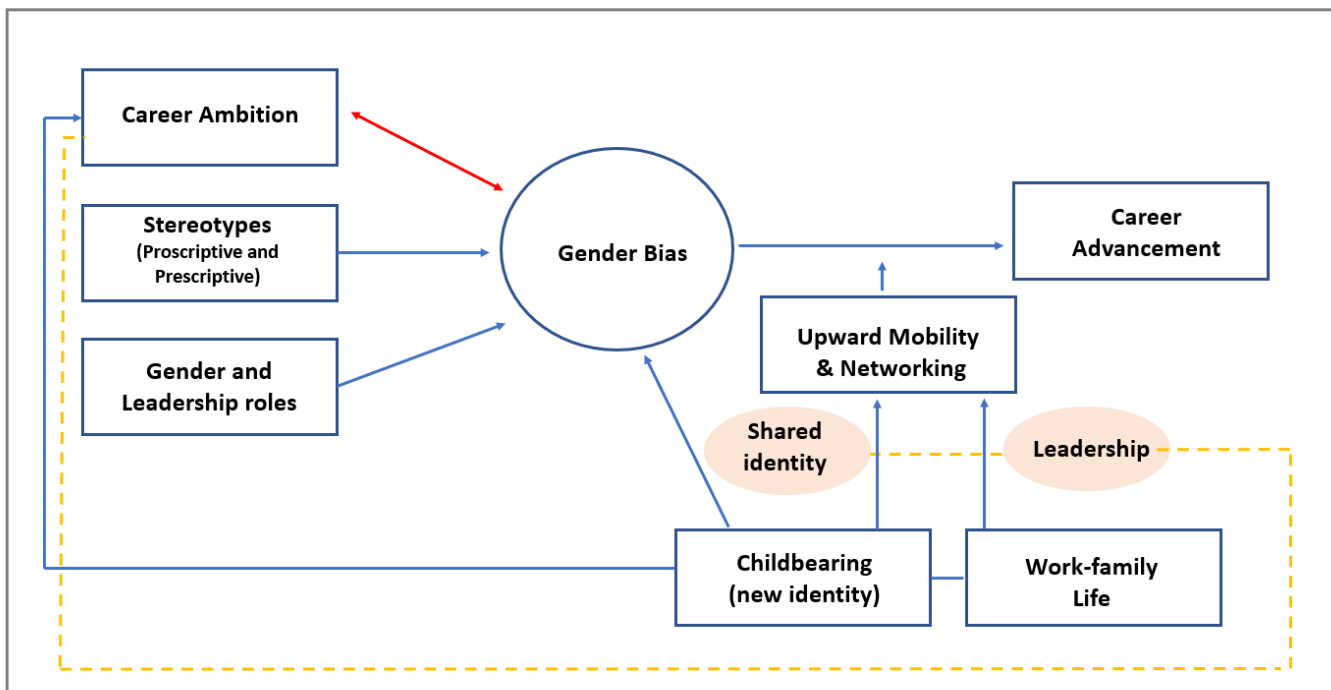 Career Ambition
Stereotypes
(Proscriptive and
Prescriptive)
Gender and
Leadership roles
Gender Bias
Career
Advancement
Upward Mobility
& Networking
Shared
identity
Leadership
Childbearing
(new identity)
Work-family
Life